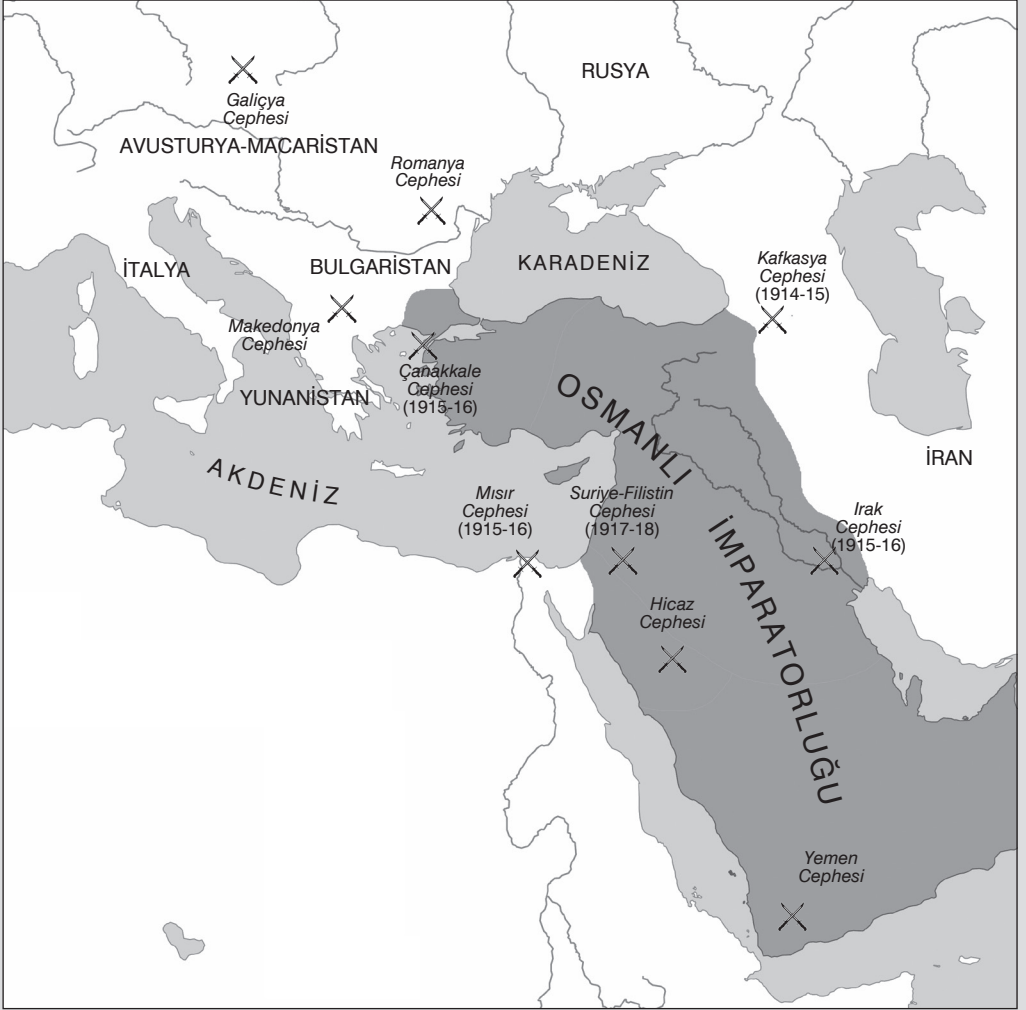 RUSYA
Galiçya
Cephesi
AVUSTURYA-MACARİSTAN
Romanya
Cephesi
İTALYA
BULGARİSTAN
KARADENİZ
Kafkasya
Cephesi
(1914-15)
Makedonya
Cephesi
Çanakkale
Cephesi
(1915-16)
YUNANİSTAN
OSMANLI
İMPARATORLUĞU
İRAN
AKDENİZ
Mısır
Cephesi
(1915-16)
Suriye-Filistin
Cephesi
(1917-18)
Irak
Cephesi
(1915-16)
Hicaz
Cephesi
Yemen
Cephesi